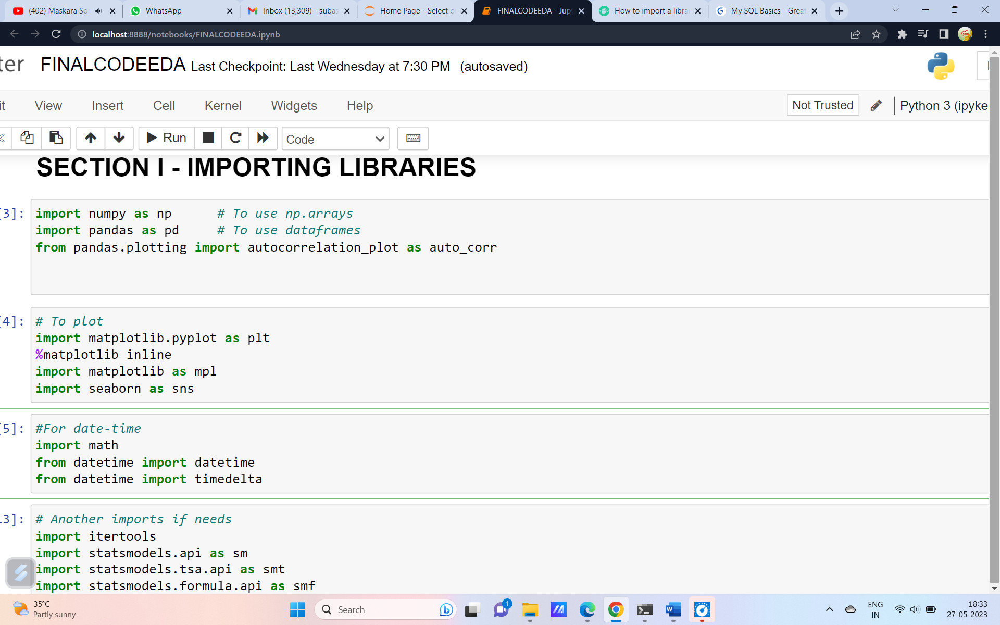 (402) Maskara So
WhatsApp
Inbox (13,309) - subas
Home Page - Select o
FINALCODEEDA - Jup
How to import a libra
My SQL Basics - Great
localhost:8888/notebooks/FINALCODEEDA.ipynb
ter FINALCODEEDA Last Checkpoint: Last Wednesday at 7:30 PM (autosaved)
it View Insert Cell Kernel Widgets Help Not Trusted Python 3 (ipyke
Run Code
SECTION I - IMPORTING LIBRARIES
[3]: import numpy as np # To use np.arrays
import pandas as pd # To use dataframes
from pandas.plotting import autocorrelation_plot as auto_corr
[4]: # To plot
import matplotlib.pyplot as plt
%matplotlib inline
import matplotlib as mpl
import seaborn as sns
[5]: #For date-time
import math
from datetime import datetime
from datetime import timedelta
13]: # Another imports if needs
import itertools
import statsmodels.api as sm
import statsmodels.tsa.api as smt
import statsmodels.formula.api as smf
35°C
Partly sunny
Search
1
ENG
IN
18:33
27-05-2023